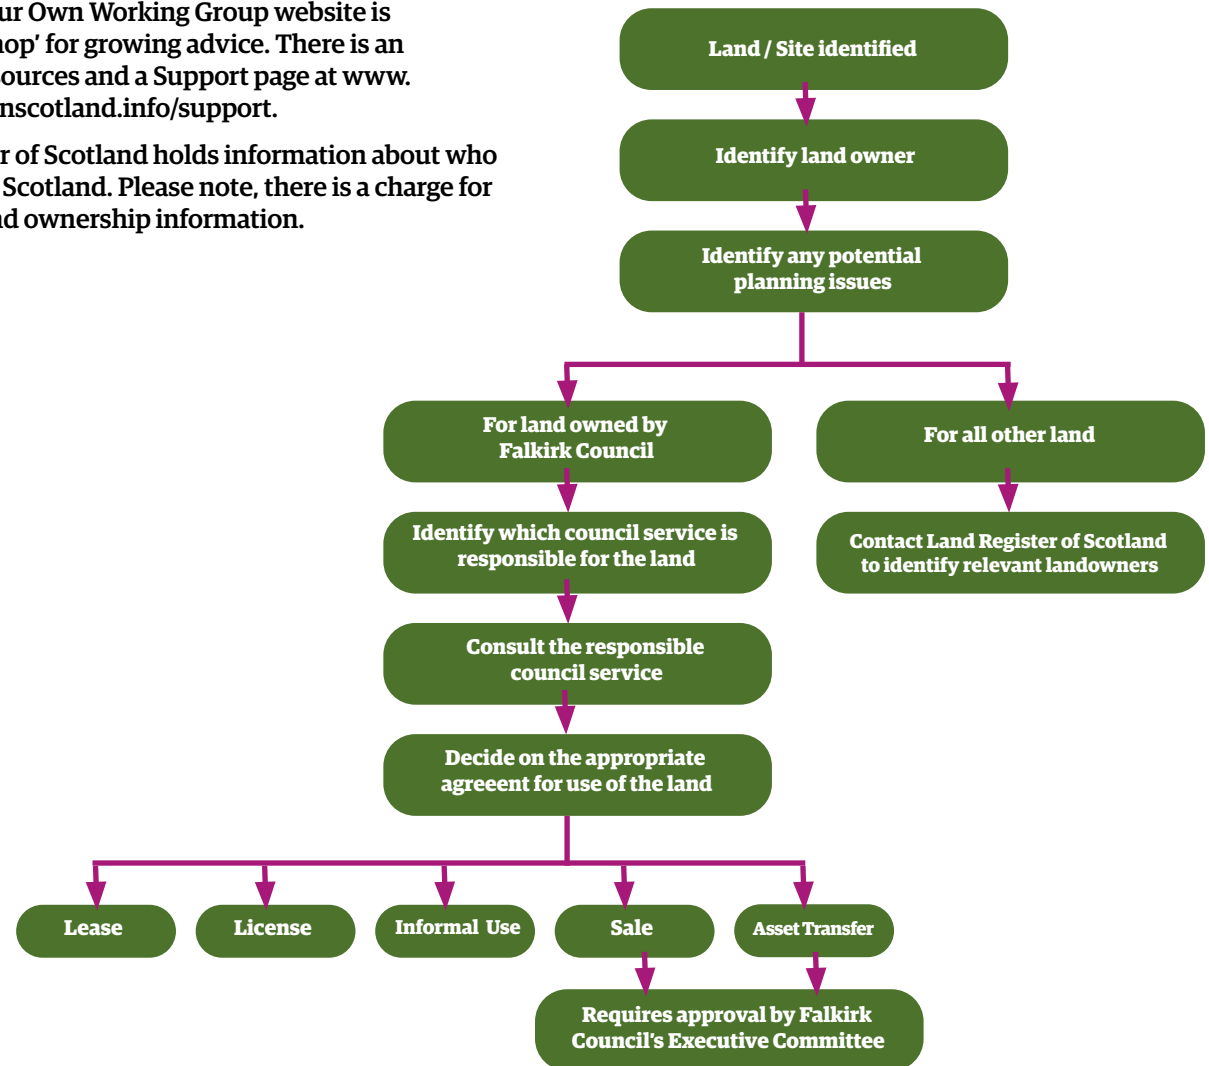 ur Own Working Group website is
hop’ for growing advice. There is an
sources and a Support page at www.
nscotland.info/support.
r of Scotland holds information about who
Scotland. Please note, there is a charge for
nd ownership information.
Land / Site identified
Identify land owner
Identify any potential
planning issues
For land owned by
Falkirk Council
For all other land
Identify which council service is
responsible for the land
Contact Land Register of Scotland
to identify relevant landowners
Consult the responsible
council service
Decide on the appropriate
agreeent for use of the land
Lease
License
Informal Use
Sale
Asset Transfer
Requires approval by Falkirk
Council’s Executive Committee